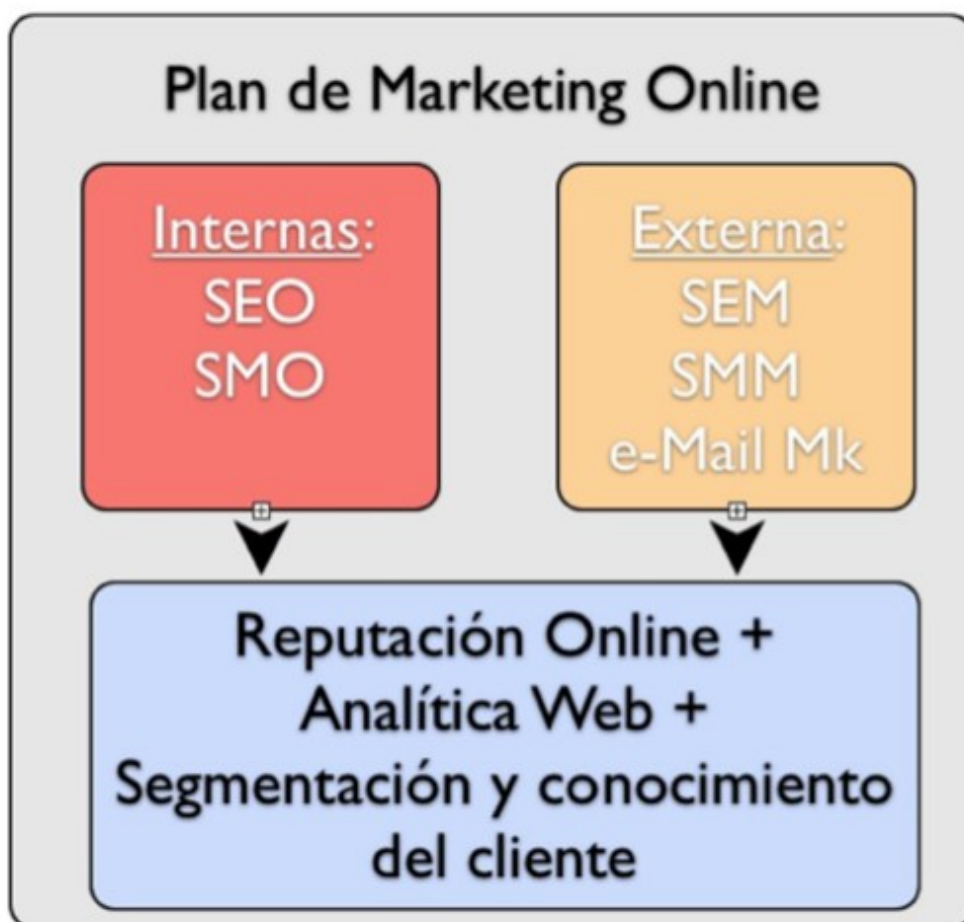 Plan de Marketing Online
Internas:
SEO
SMO
Externa:
SEM
SMM
e-Mail Mk
Reputación Online +
Analítica Web +
Segmentación y conocimiento
del cliente